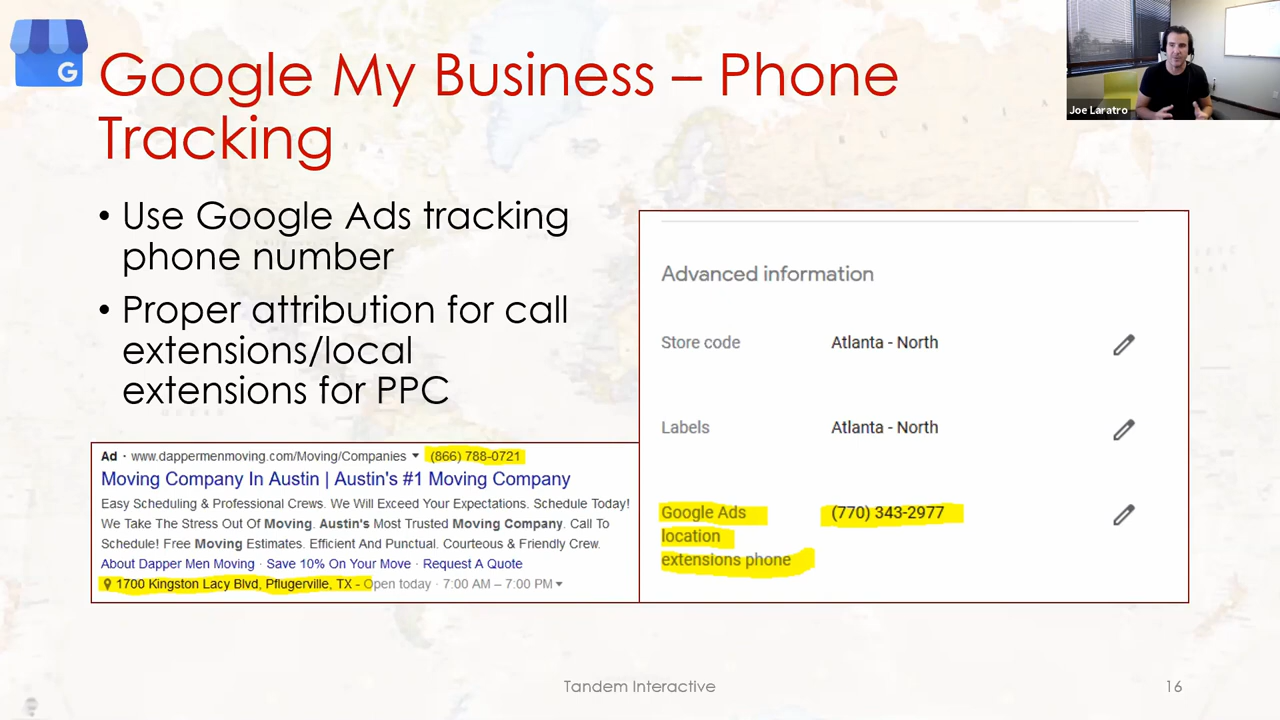 G
Google My Business – Phone
Tracking
Joe Laratro
• Use Google Ads tracking
phone number
• Proper attribution for call
extensions/local
extensions for PPC
Ad · www.dappermenmoving.com/Moving/Companies ▼ (866) 788-0721
Moving Company In Austin | Austin's #1 Moving Company
Easy Scheduling & Professional Crews. We Will Exceed Your Expectations. Schedule Today!
We Take The Stress Out Of Moving. Austin's Most Trusted Moving Company. Call To
Schedule! Free Moving Estimates. Efficient And Punctual. Courteous & Friendly Crew.
About Dapper Men Moving · Save 10% On Your Move · Request A Quote
1700 Kingston Lacy Blvd, Pflugerville, TX - Open today · 7:00 AM – 7:00 PM ▾
Advanced information
Store code Atlanta - North
Labels Atlanta - North
Google Ads (770) 343-2977
location
extensions phone
Tandem Interactive
16